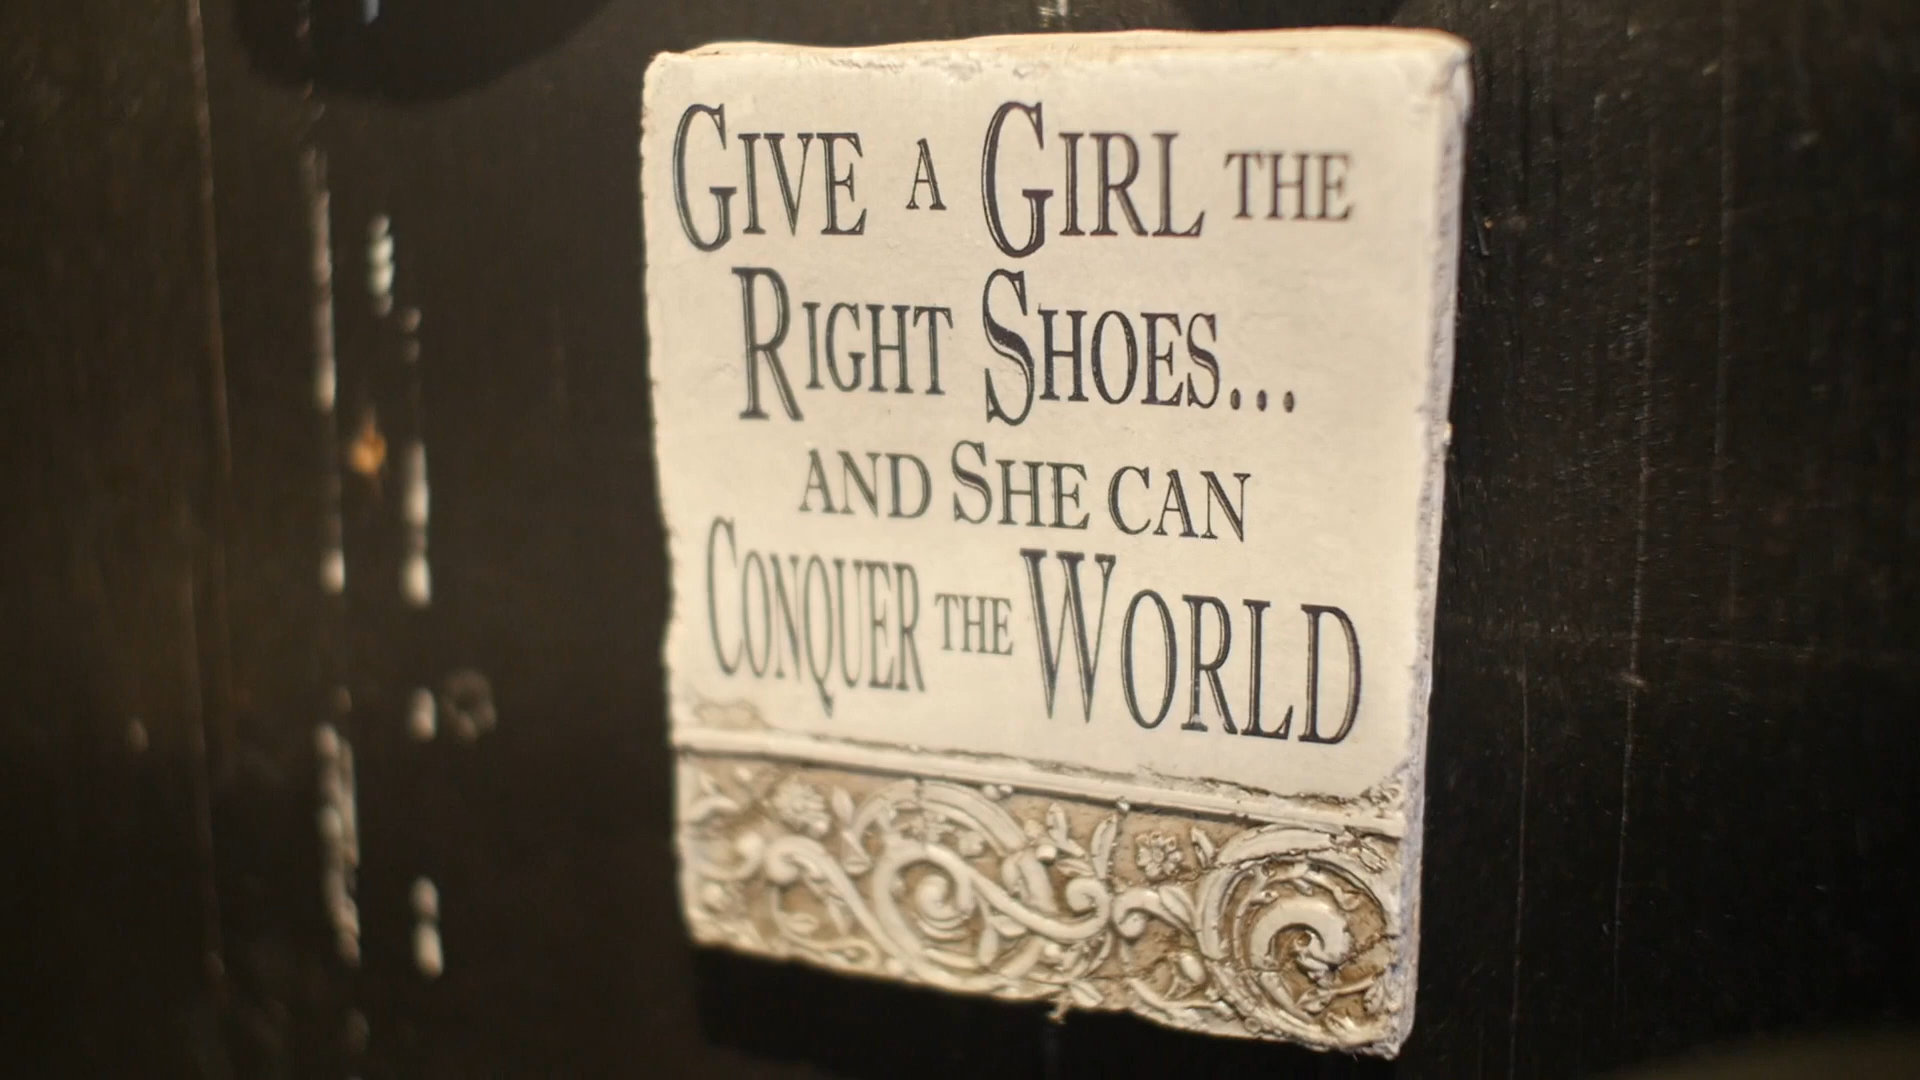 GIVE A GIRL THE
RIGHT SHOES...
AND SHE CAN
CONQUER THE WORLD